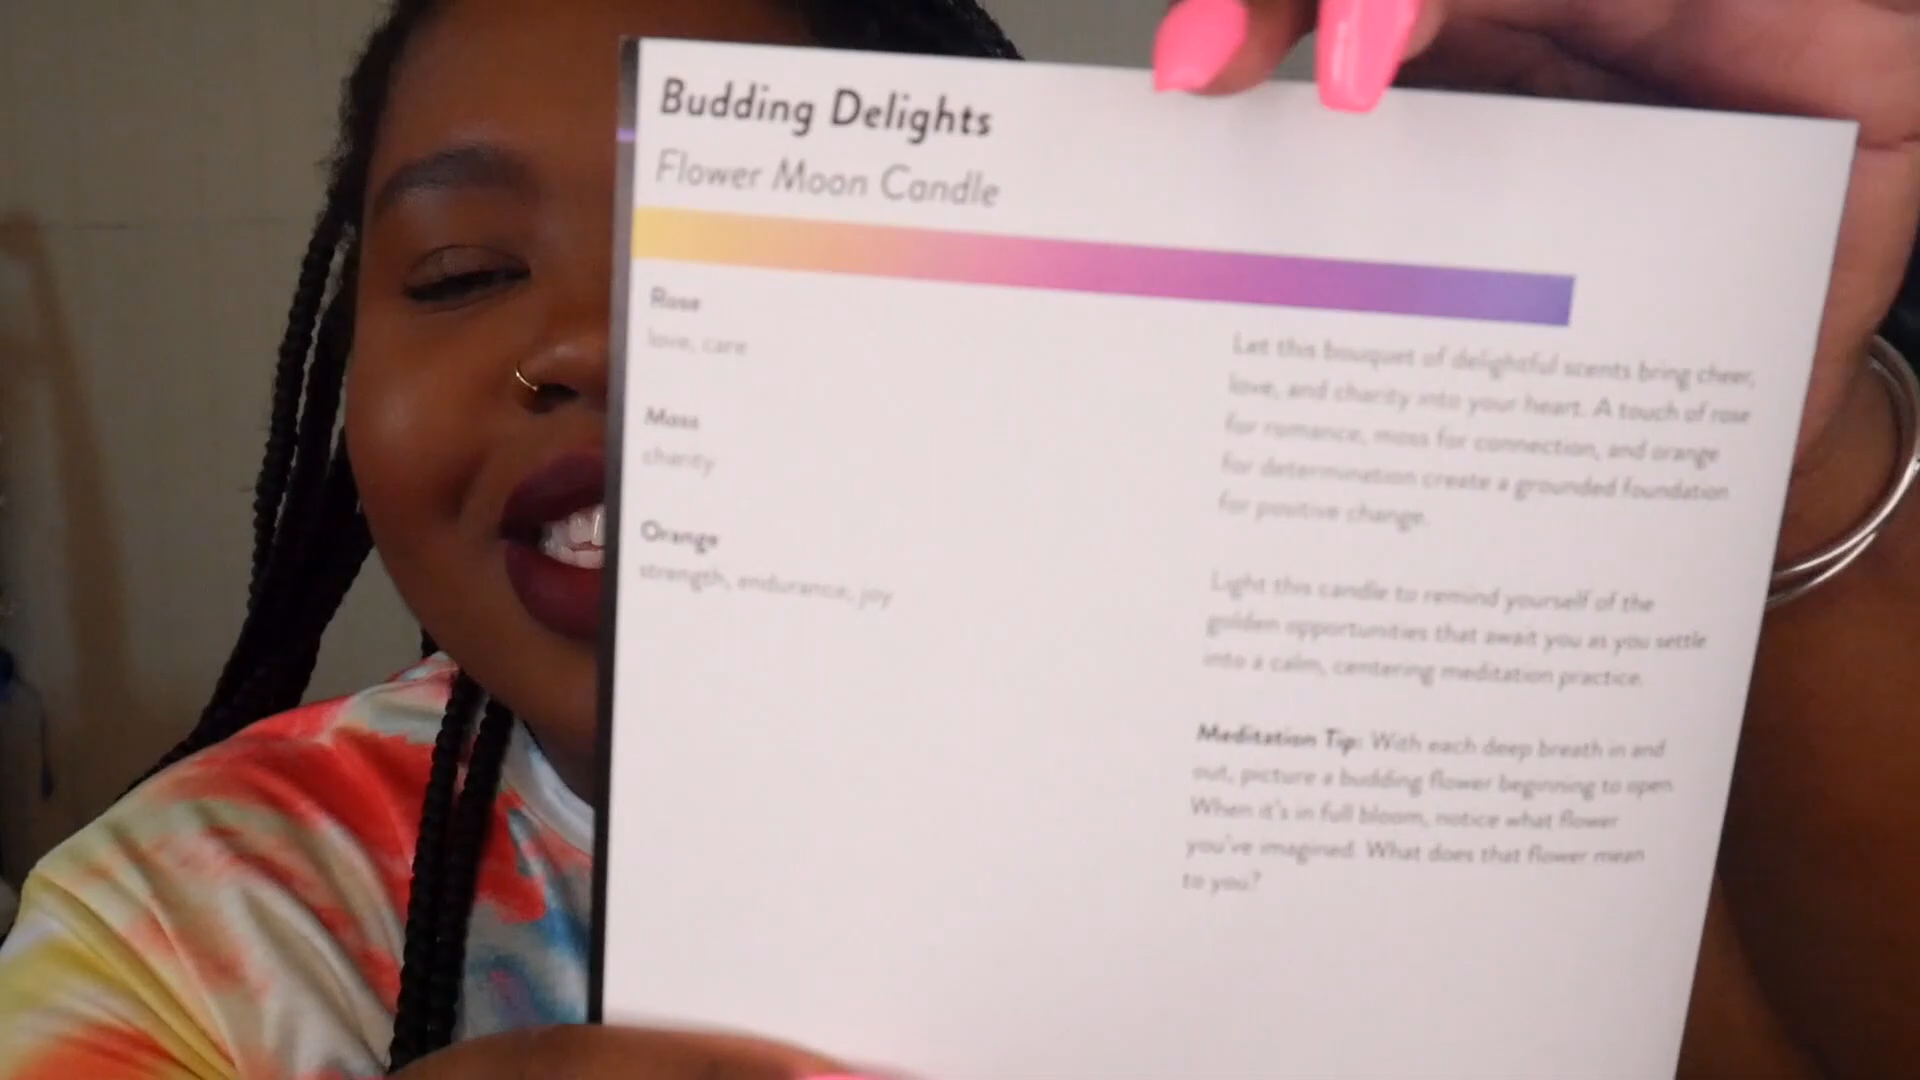 Budding Delights
Flower Moon Candle
Rose
love, care
Moss
charity
Orange
strength, endurance, joy
Let this bouquet of delightful scents bring cheer,
love, and charity into your heart. A touch of rose
for romance, moss for connection, and orange
for determination create a grounded foundation
for positive change.
Light this candle to remind yourself of the
golden opportunities that await you as you settle
into a calm, centering meditation practice.
Meditation Tip: With each deep breath in and
out, picture a budding flower beginning to open.
When it's in full bloom, notice what flower
you've imagined. What does that flower mean
to you?